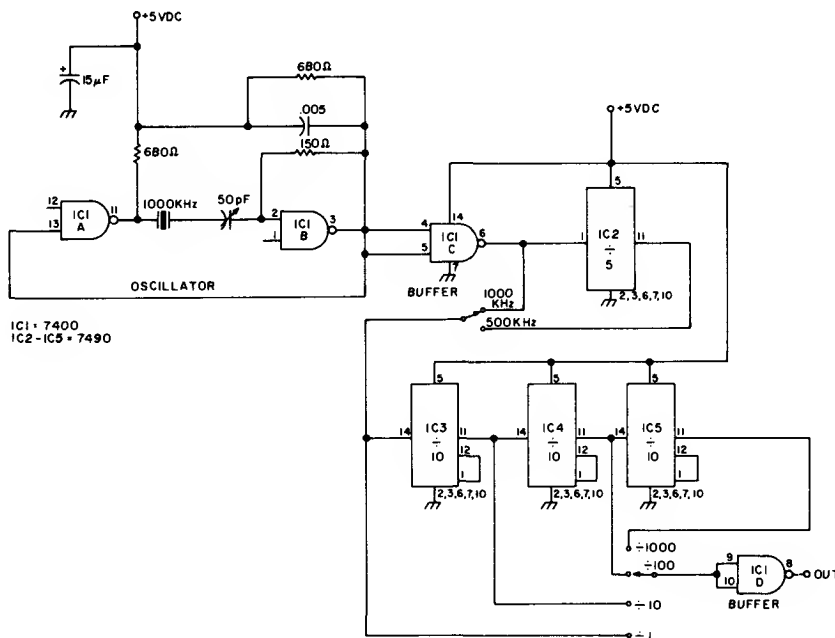 +5VDC
+
15µF
680Ω
.005
150Ω
680Ω
+5VDC
12
13
IC1
A
11
1000KHz
50pF
2
1
IC1
B
3
4
5
14
IC1
C
6
7
5
1
IC2
÷
5
11
2,3,6,7,10
OSCILLATOR
BUFFER
1000
KHz
500KHz
IC1 = 7400
IC2-IC5 = 7490
5
14
IC3
÷
10
11
12
1
2,3,6,7,10
5
14
IC4
÷
10
11
12
1
2,3,6,7,10
5
14
IC5
÷
10
11
12
1
2,3,6,7,10
÷1000
÷100
÷10
÷1
9
10
IC1
D
8
OUT
BUFFER